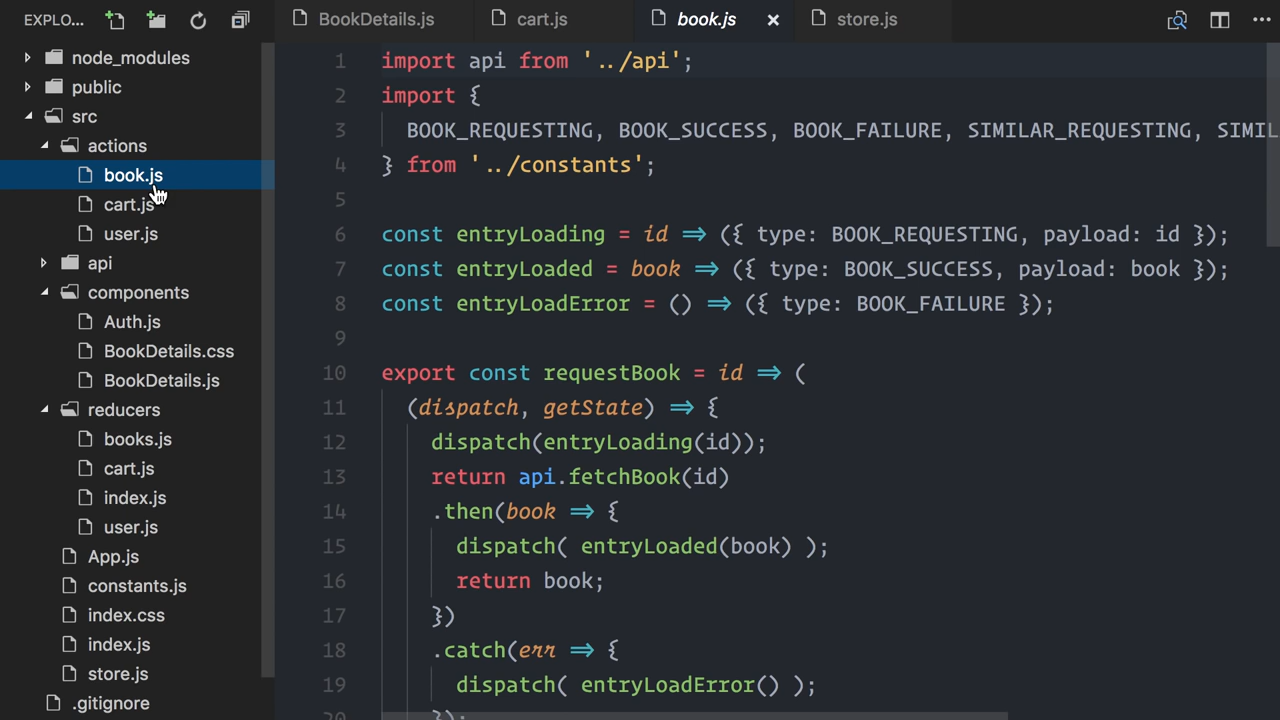 EXPLO...
BookDetails.js
cart.js
book.js
store.js
node_modules
public
src
actions
book.js
cart.js
user.js
api
components
Auth.js
BookDetails.css
BookDetails.js
reducers
books.js
cart.js
index.js
user.js
App.js
constants.js
index.css
index.js
store.js
.gitignore
1 import api from '../api';
2 import {
3 BOOK_REQUESTING, BOOK_SUCCESS, BOOK_FAILURE, SIMILAR_REQUESTING, SIMIL
4 } from '../constants';
5
6 const entryLoading = id => ({ type: BOOK_REQUESTING, payload: id });
7 const entryLoaded = book => ({ type: BOOK_SUCCESS, payload: book });
8 const entryLoadError = () => ({ type: BOOK_FAILURE });
9
10 export const requestBook = id => (
11 (dispatch, getState) => {
12 dispatch(entryLoading(id));
13 return api.fetchBook(id)
14 .then(book => {
15 dispatch( entryLoaded(book) );
16 return book;
17 })
18 .catch(err => {
19 dispatch( entryLoadError() );
20 });